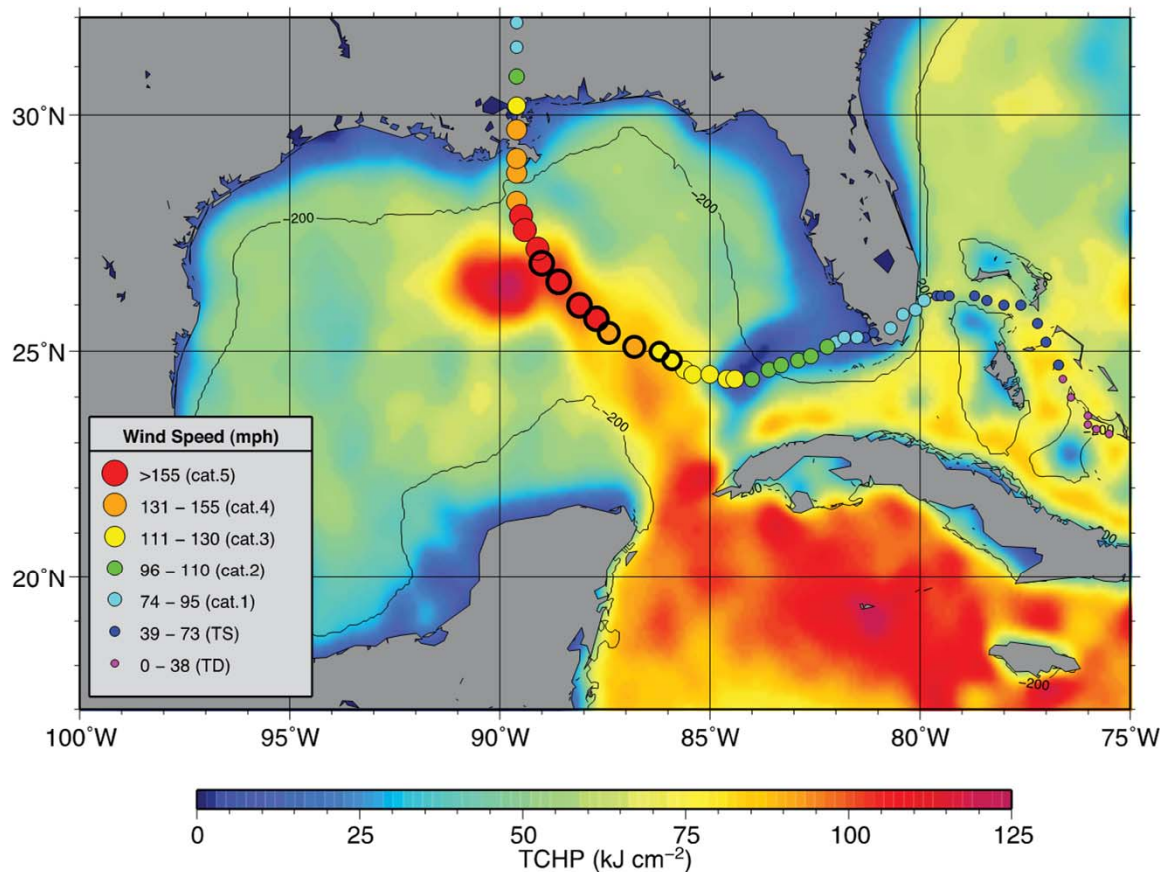 30°N
25°N
20°N
-200
-200
-200
-200
-200
Wind Speed (mph)
>155 (cat.5)
131 – 155 (cat.4)
111 – 130 (cat.3)
96 – 110 (cat.2)
74 – 95 (cat.1)
39 – 73 (TS)
0 – 38 (TD)
100°W 95°W 90°W 85°W 80°W 75°W
0 25 50 75 100 125
TCHP (kJ cm⁻²)